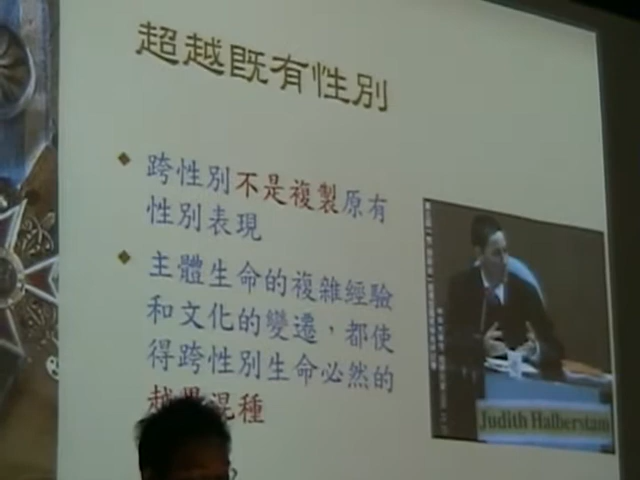 超越既有性別
跨性別不是複製原有
性別表現
主體生命的複雜經驗
和文化的變遷，都使
得跨性別生命必然的
越界混種
Judith Halberstam